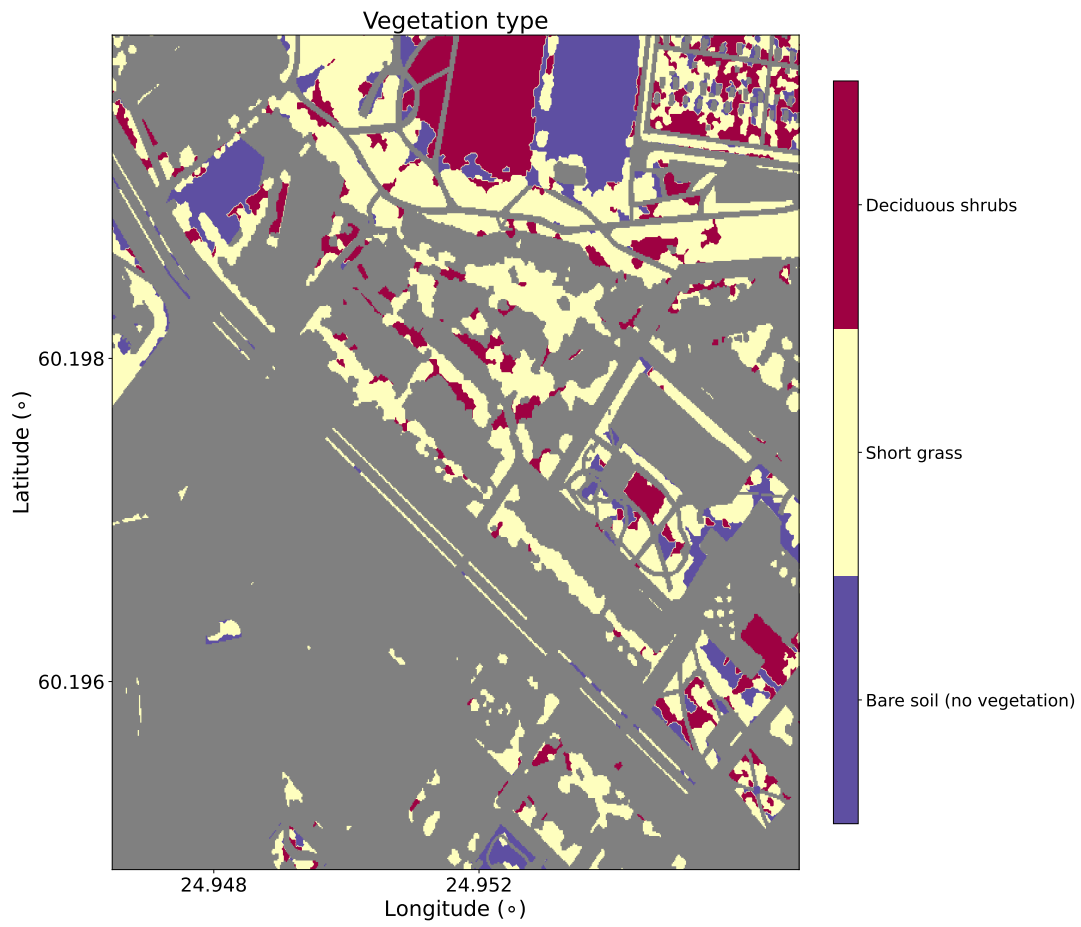 Vegetation type
Deciduous shrubs
Short grass
Bare soil (no vegetation)
60.198
60.196
Latitude (∘)
24.948
24.952
Longitude (∘)